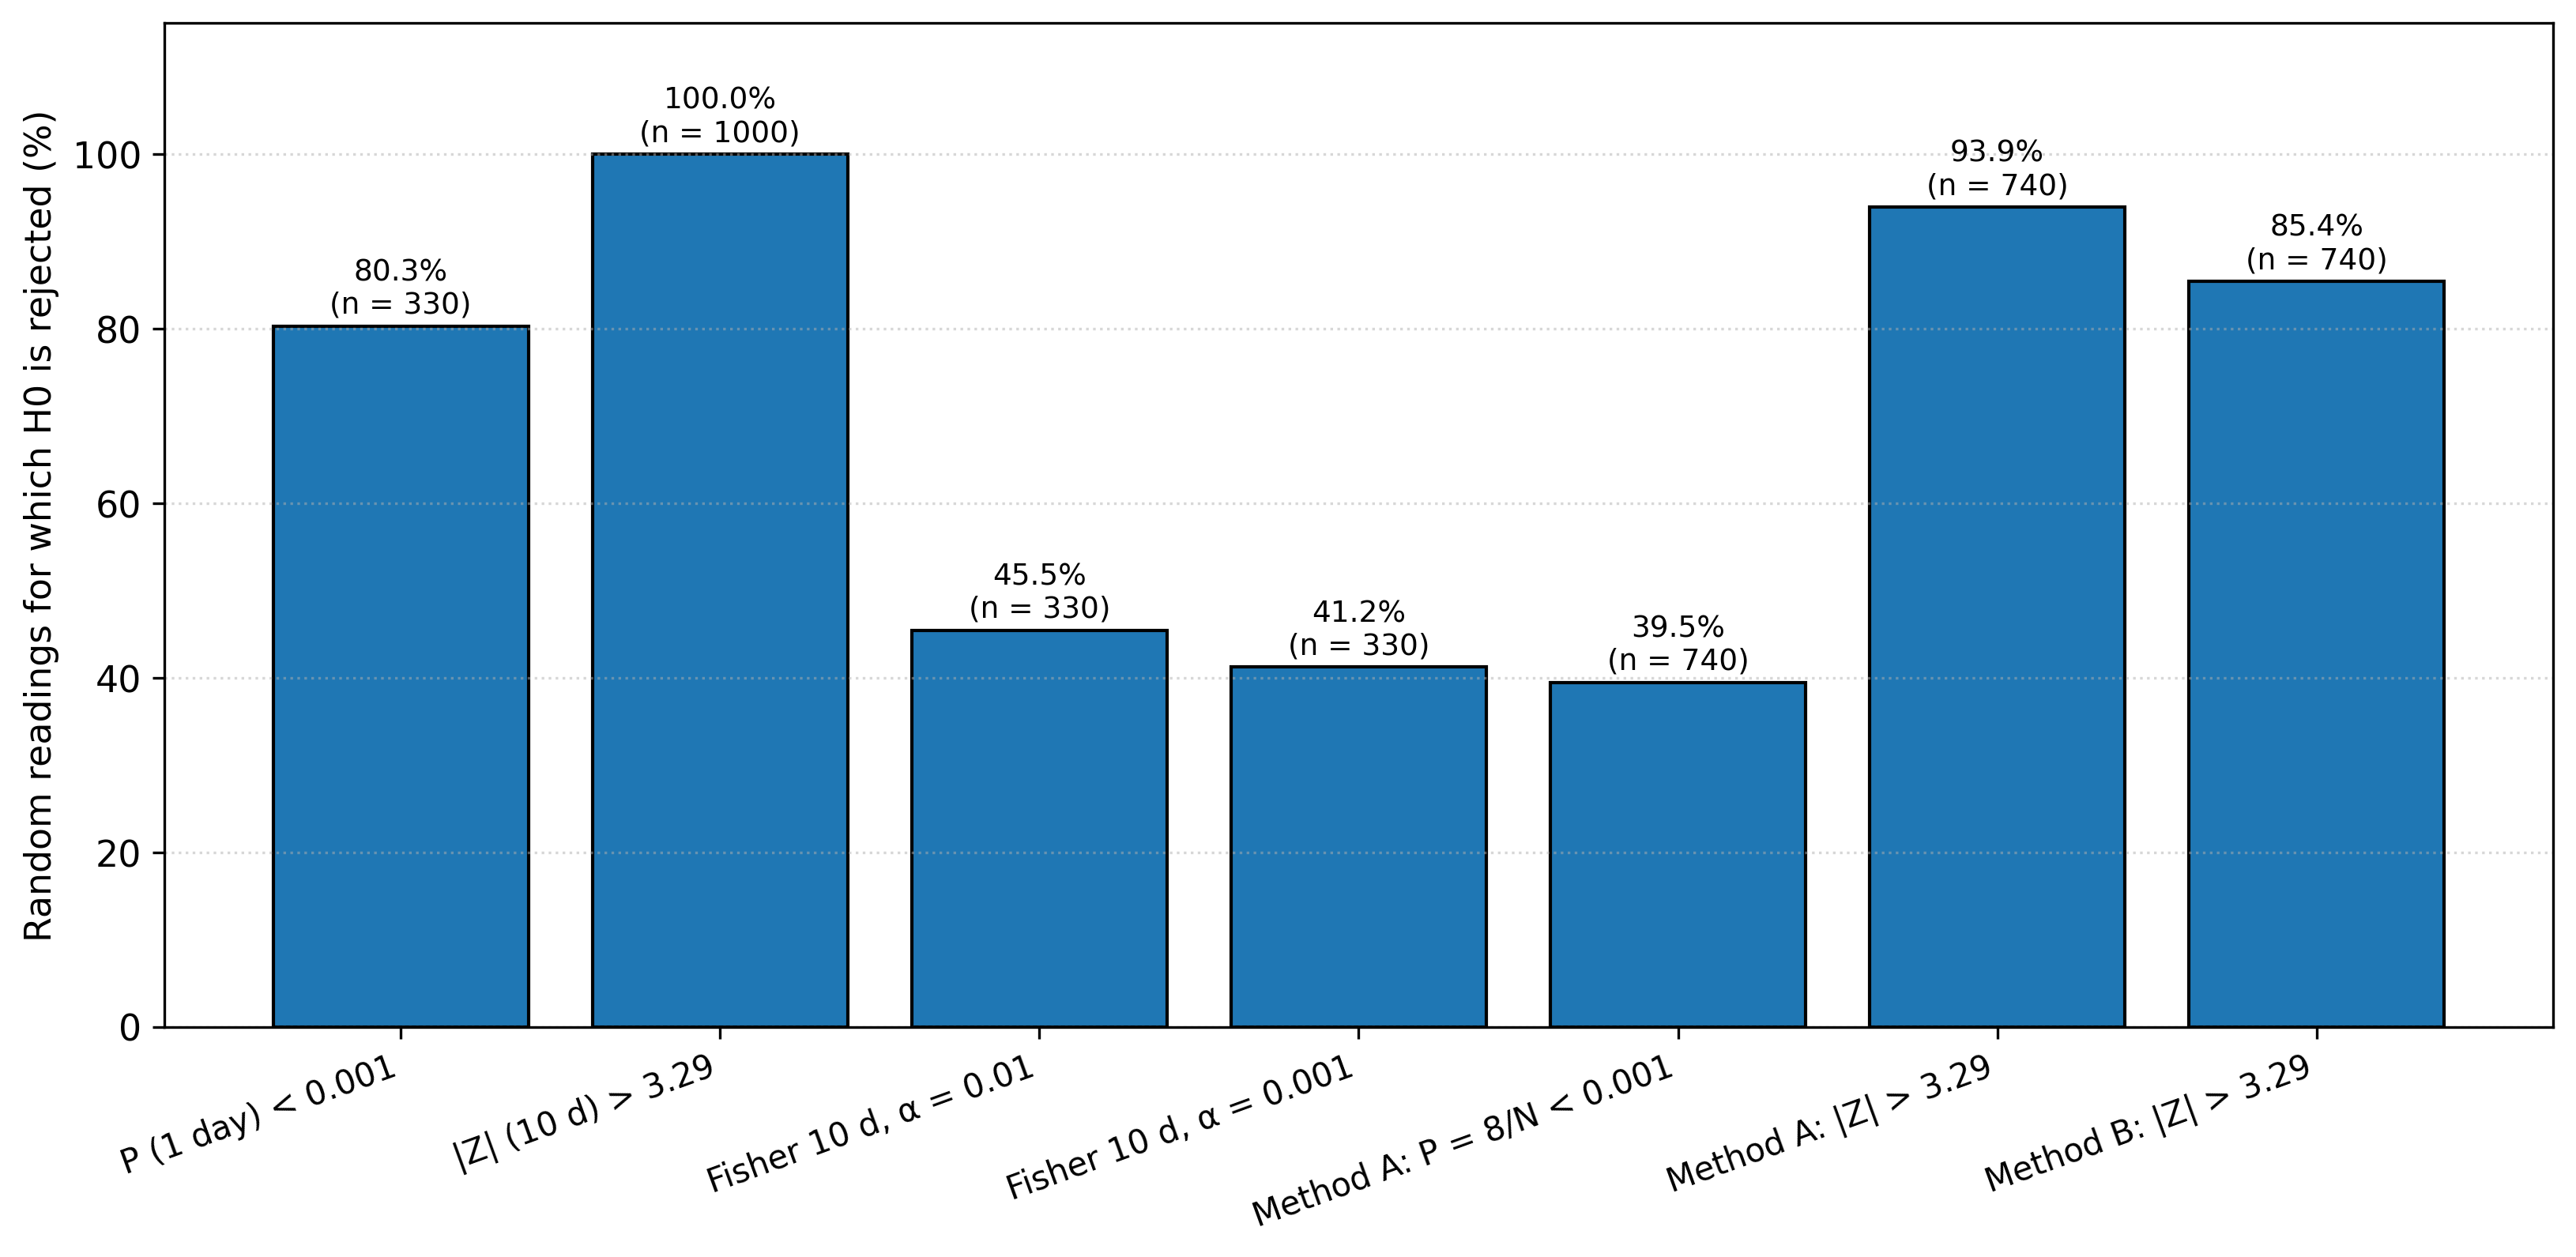 Random readings for which H0 is rejected (%)
100
80
60
40
20
0
80.3%
(n = 330)
100.0%
(n = 1000)
45.5%
(n = 330)
41.2%
(n = 330)
39.5%
(n = 740)
93.9%
(n = 740)
85.4%
(n = 740)
P (1 day) < 0.001
|Z| (10 d) > 3.29
Fisher 10 d, α = 0.01
Fisher 10 d, α = 0.001
Method A: P = 8/N < 0.001
Method A: |Z| > 3.29
Method B: |Z| > 3.29